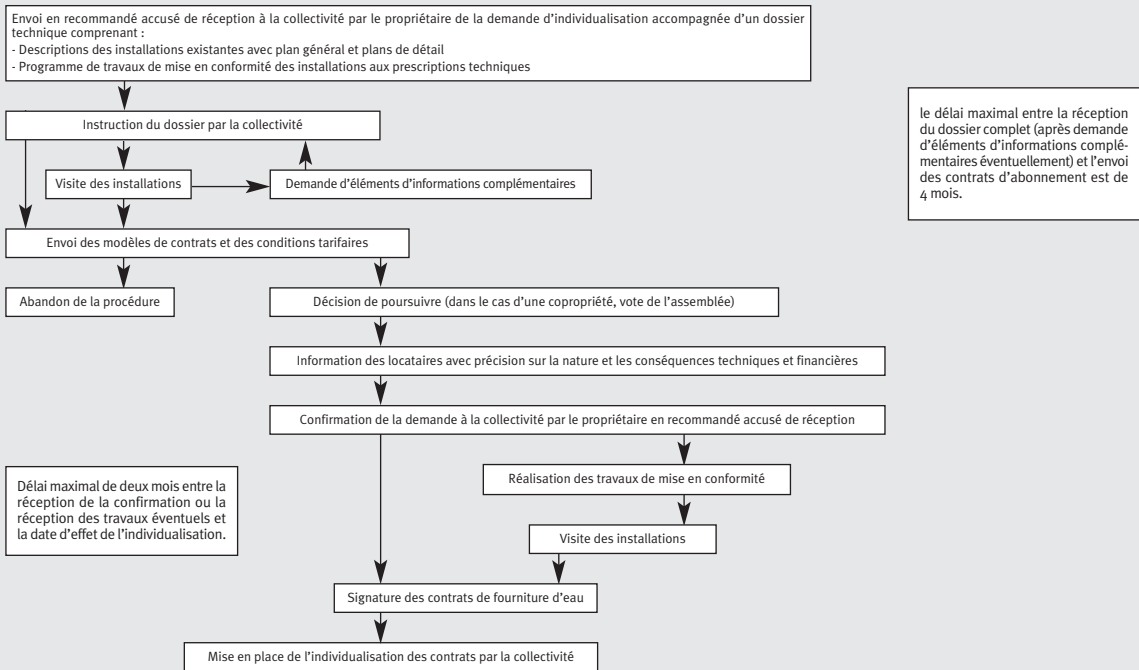 Envoi en recommandé accusé de réception à la collectivité par le propriétaire de la demande d'individualisation accompagnée d'un dossier
technique comprenant :
- Descriptions des installations existantes avec plan général et plans de détail
- Programme de travaux de mise en conformité des installations aux prescriptions techniques
Instruction du dossier par la collectivité
le délai maximal entre la réception
du dossier complet (après demande
d'éléments d'informations complé-
mentaires éventuellement) et l'envoi
des contrats d'abonnement est de
4 mois.
Visite des installations
Demande d'éléments d'informations complémentaires
Envoi des modèles de contrats et des conditions tarifaires
Abandon de la procédure
Décision de poursuivre (dans le cas d'une copropriété, vote de l'assemblée)
Information des locataires avec précision sur la nature et les conséquences techniques et financières
Confirmation de la demande à la collectivité par le propriétaire en recommandé accusé de réception
Délai maximal de deux mois entre la
réception de la confirmation ou la
réception des travaux éventuels et
la date d'effet de l'individualisation.
Réalisation des travaux de mise en conformité
Visite des installations
Signature des contrats de fourniture d'eau
Mise en place de l'individualisation des contrats par la collectivité